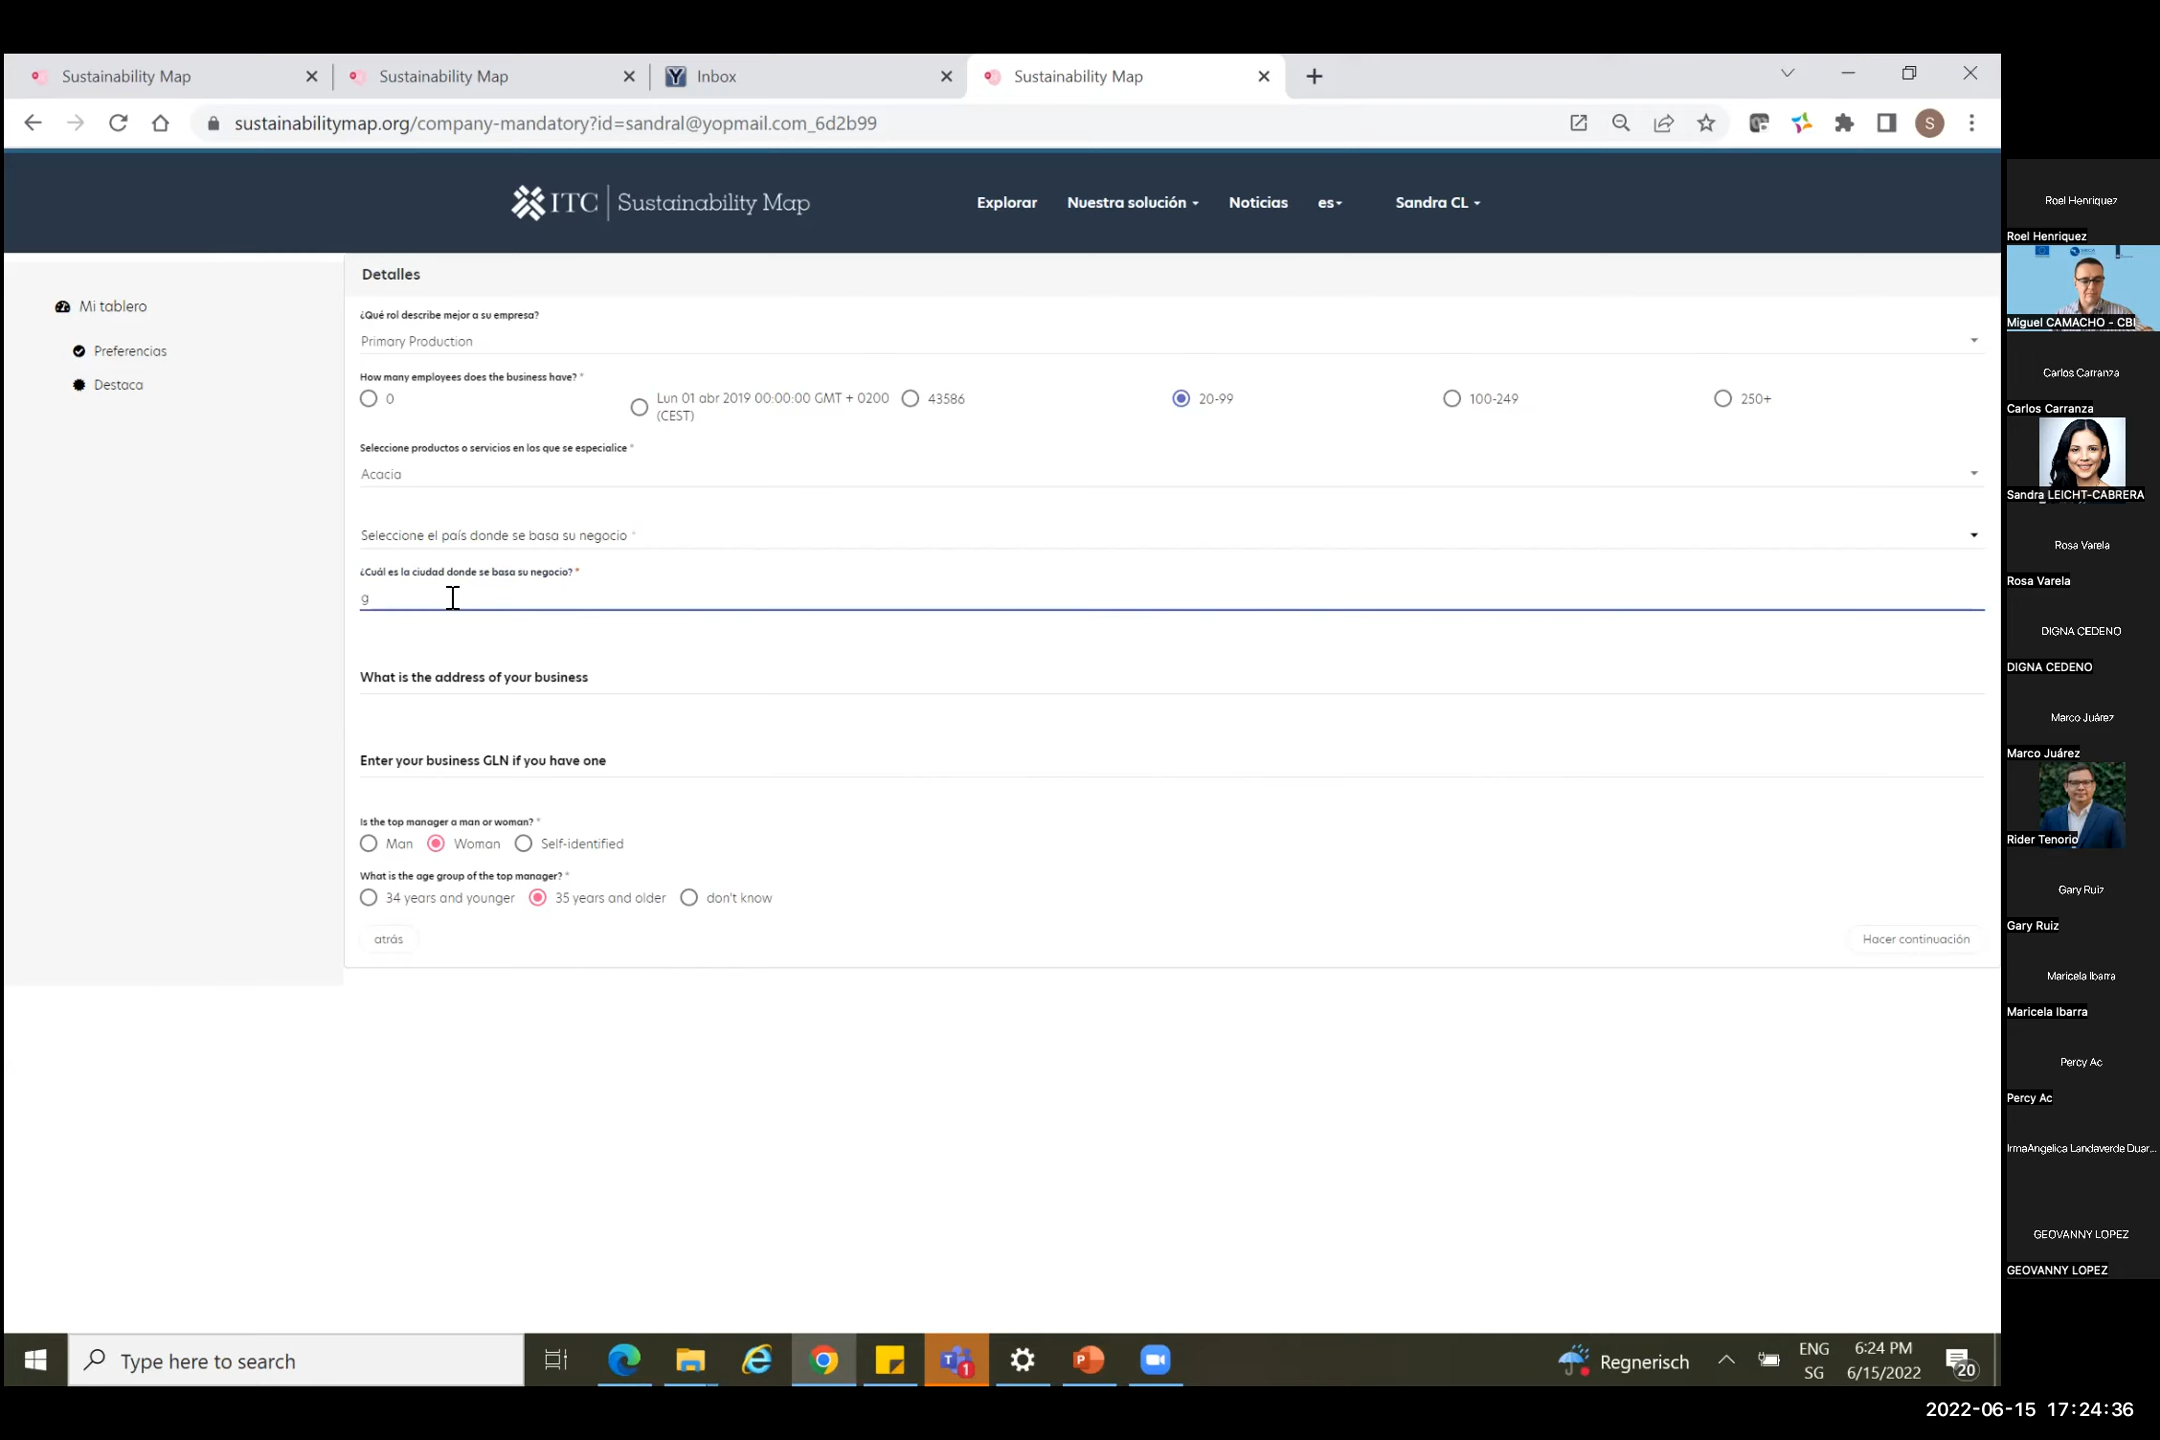 Sustainability Map
Sustainability Map
Inbox
Sustainability Map
sustainabilitymap.org/company-mandatory?id=sandral@yopmail.com_6d2b99
S
ITC | Sustainability Map
Explorar
Nuestra solución
Noticias
es
Sandra CL
Mi tablero
Preferencias
Destaca
Detalles
¿Qué rol describe mejor a su empresa?
Primary Production
How many employees does the business have? *
0
Lun 01 abr 2019 00:00:00 GMT + 0200
(CEST)
43586
20-99
100-249
250+
Seleccione productos o servicios en los que se especialice *
Acacia
Seleccione el país donde se basa su negocio *
¿Cuál es la ciudad donde se basa su negocio? *
g
What is the address of your business
Enter your business GLN if you have one
Is the top manager a man or woman? *
Man
Woman
Self-identified
What is the age group of the top manager? *
34 years and younger
35 years and older
don't know
atrás
Hacer continuación
Roel Henriquez
Roel Henriquez
Miguel CAMACHO - CBI
Carlos Carranza
Carlos Carranza
Sandra LEICHT-CABRERA
Rosa Varela
Rosa Varela
DIGNA CEDENO
DIGNA CEDENO
Marco Juárez
Marco Juárez
Rider Tenorio
Gary Ruiz
Gary Ruiz
Maricela Ibarra
Maricela Ibarra
Percy Ac
Percy Ac
IrmaAngelica Landaverde Duar...
GEOVANNY LOPEZ
GEOVANNY LOPEZ
Type here to search
1
Regnerisch
ENG
SG
6:24 PM
6/15/2022
20
2022-06-15 17:24:36